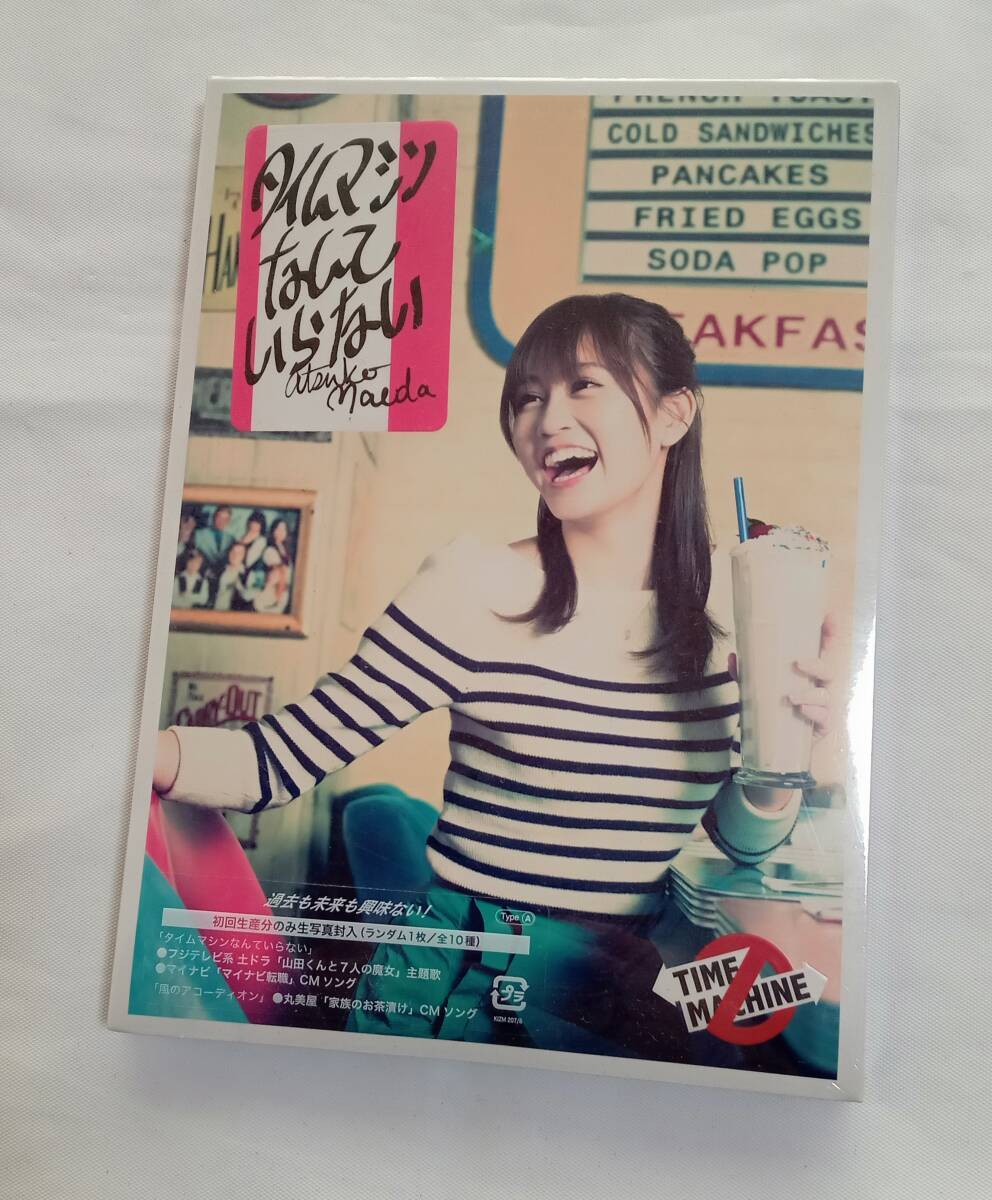 タイムマシン
なんて
いらない
atsuko
maeda
COLD SANDWICHES
PANCAKES
FRIED EGGS
SODA POP
過去も未来も興味ない!
Type A
初回生産分のみ生写真封入(ランダム1枚/全10種)
「タイムマシンなんていらない」
●フジテレビ系 土ドラ「山田くんと7人の魔女」主題歌
●マイナビ「マイナビ転職」CMソング
「風のアコーディオン」 ●丸美屋「家族のお茶漬け」CMソング
プラ
KIZM 207/8
TIME
MACHINE